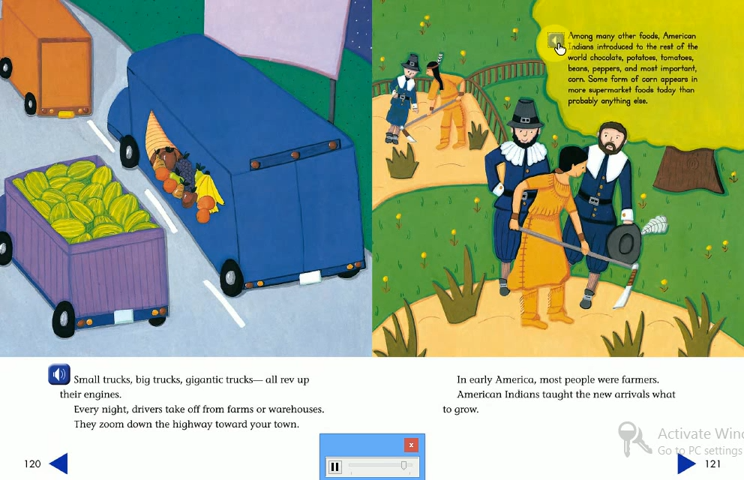 Among many other foods, American
Indians introduced to the rest of the
world chocolate, potatoes, tomatoes,
beans, peppers, and most important,
corn. Some form of corn appears in
more supermarket foods today than
probably anything else.
Small trucks, big trucks, gigantic trucks— all rev up
their engines.
Every night, drivers take off from farms or warehouses.
They zoom down the highway toward your town.
In early America, most people were farmers.
American Indians taught the new arrivals what
to grow.
Activate Win
Go to PC settings
120
121
x